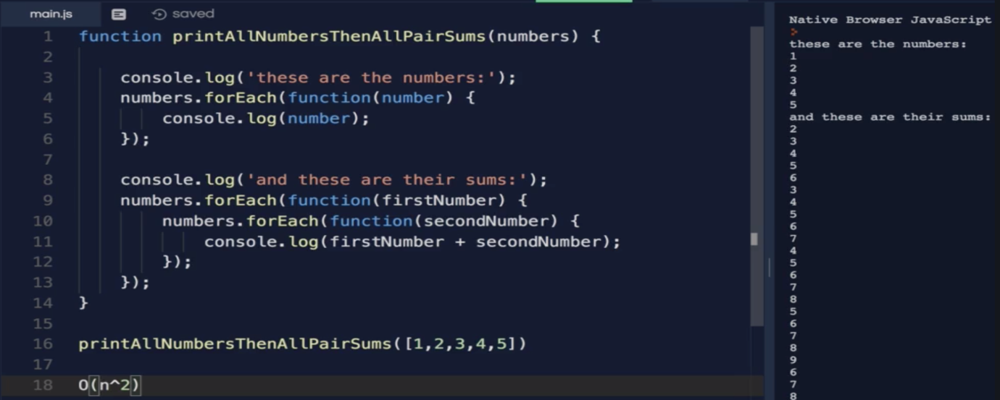 main.js saved
1 function printAllNumbersThenAllPairSums(numbers) {
2
3 console.log('these are the numbers:');
4 numbers.forEach(function(number) {
5 console.log(number);
6 });
7
8 console.log('and these are their sums:');
9 numbers.forEach(function(firstNumber) {
10 numbers.forEach(function(secondNumber) {
11 console.log(firstNumber + secondNumber);
12 });
13 });
14 }
15
16 printAllNumbersThenAllPairSums([1,2,3,4,5])
17
18 O(n^2)
Native Browser JavaScript
>
these are the numbers:
1
2
3
4
5
and these are their sums:
2
3
4
5
6
3
4
5
6
7
4
5
6
7
8
5
6
7
8
9
6
7
8